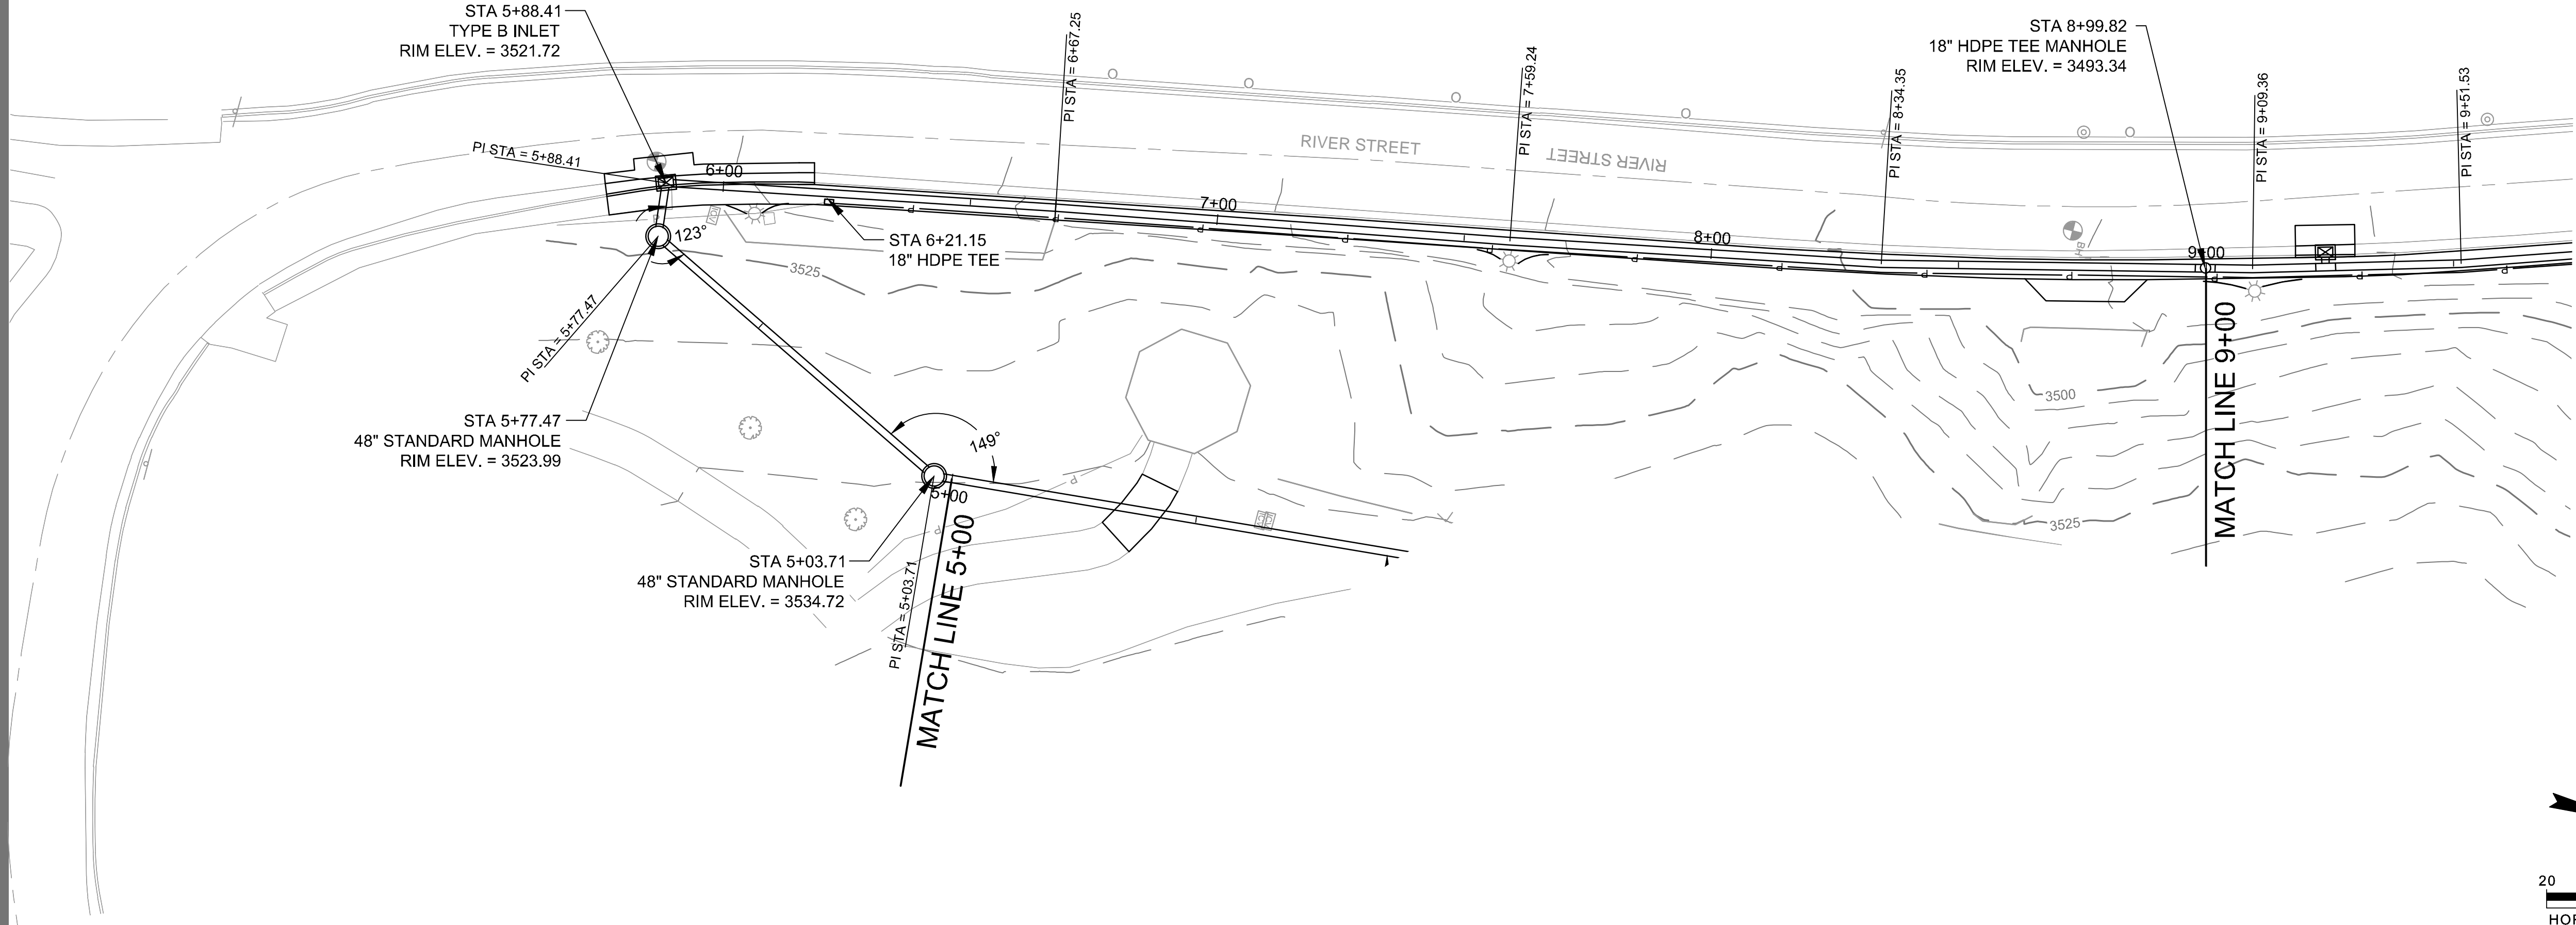 STA 5+88.41
TYPE B INLET
RIM ELEV. = 3521.72
PI STA = 6+67.25
PI STA = 7+59.24
STA 8+99.82
18" HDPE TEE MANHOLE
RIM ELEV. = 3493.34
PI STA = 8+34.35
PI STA = 9+09.36
PI STA = 9+51.53
RIVER STREET
RIVER STREET
PI STA = 5+88.41
6+00
7+00
8+00
9+00
BH
123°
STA 6+21.15
18" HDPE TEE
3525
PI STA = 5+77.47
STA 5+77.47
48" STANDARD MANHOLE
RIM ELEV. = 3523.99
149°
5+00
3500
3525
MATCH LINE 9+00
STA 5+03.71
48" STANDARD MANHOLE
RIM ELEV. = 3534.72
PI STA = 5+03.71
MATCH LINE 5+00
20